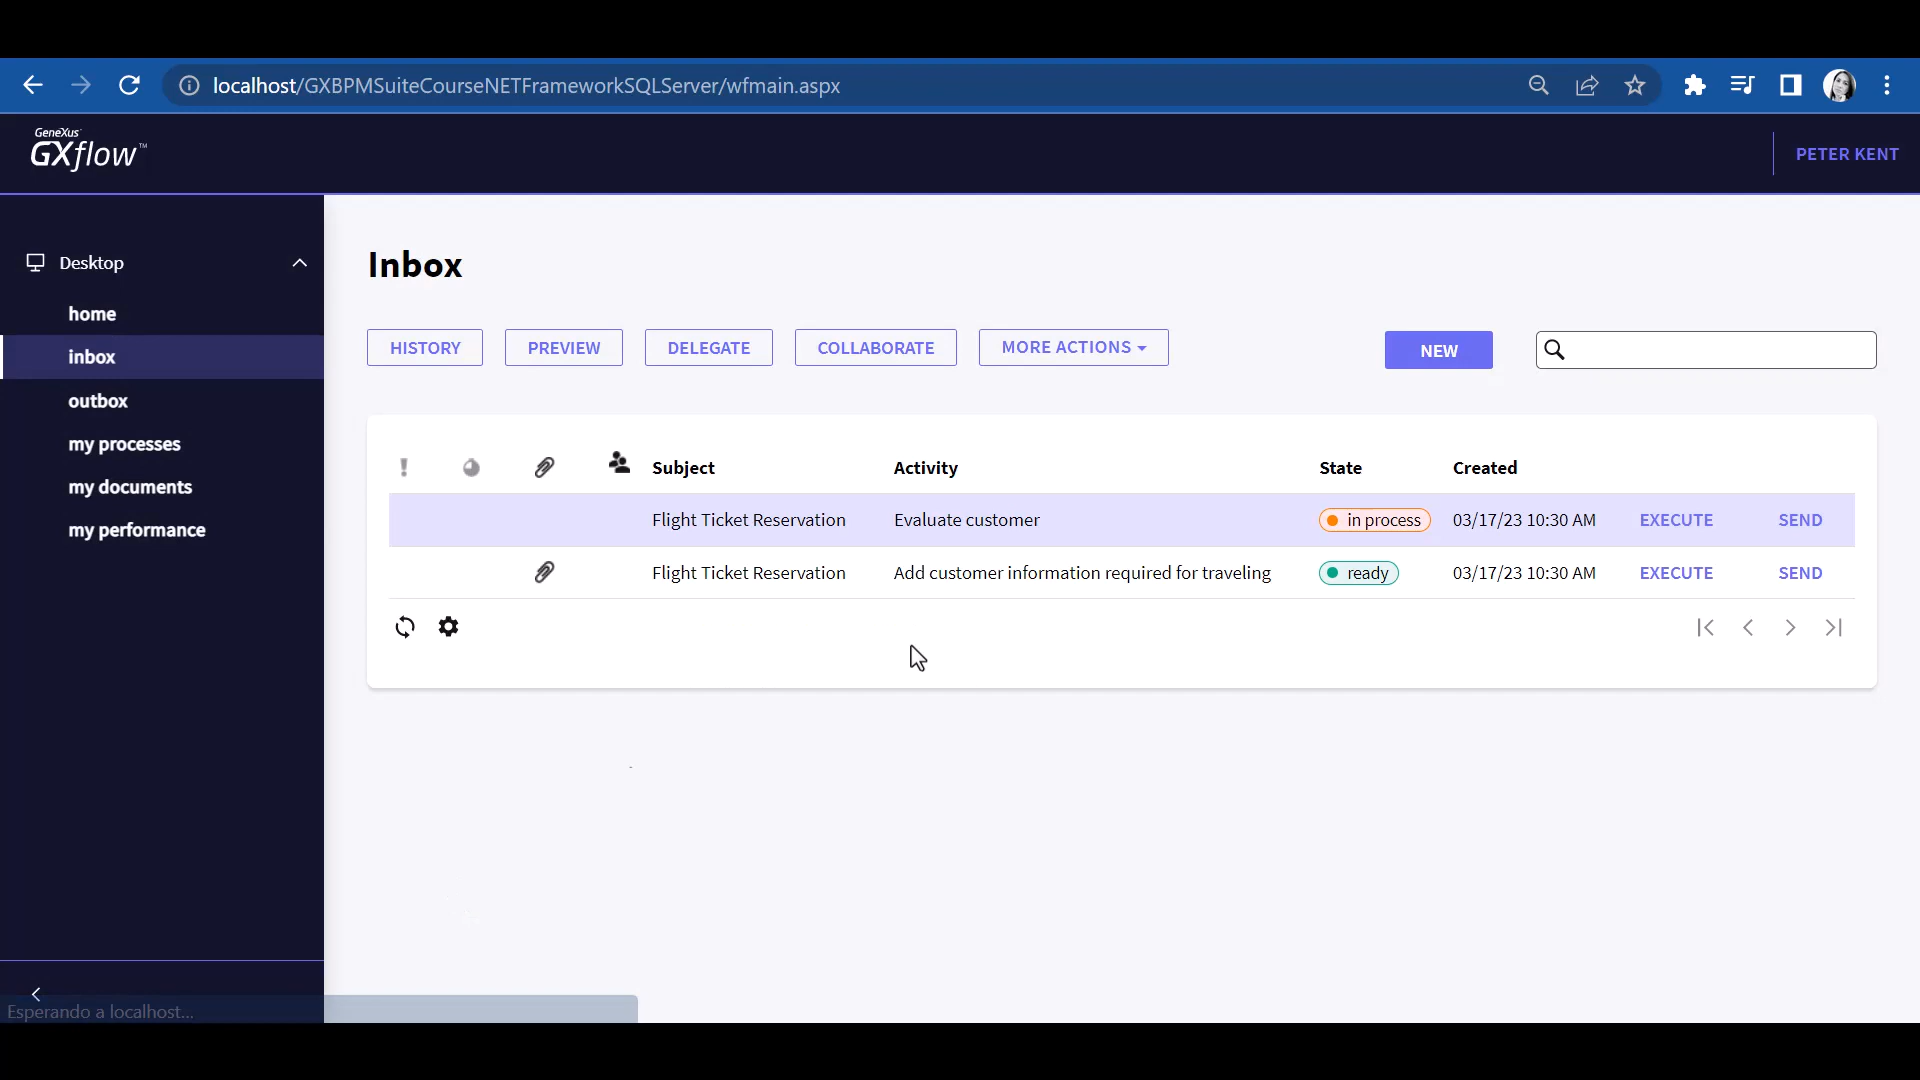 localhost/GXBPMSuiteCourseNETFrameworkSQLServer/wfmain.aspx
GeneXus
GXflow™
PETER KENT
Desktop
home
inbox
outbox
my processes
my documents
my performance
Inbox
HISTORY PREVIEW DELEGATE COLLABORATE MORE ACTIONS NEW
Subject Activity State Created
Flight Ticket Reservation Evaluate customer in process 03/17/23 10:30 AM EXECUTE SEND
Flight Ticket Reservation Add customer information required for traveling ready 03/17/23 10:30 AM EXECUTE SEND
Esperando a localhost...